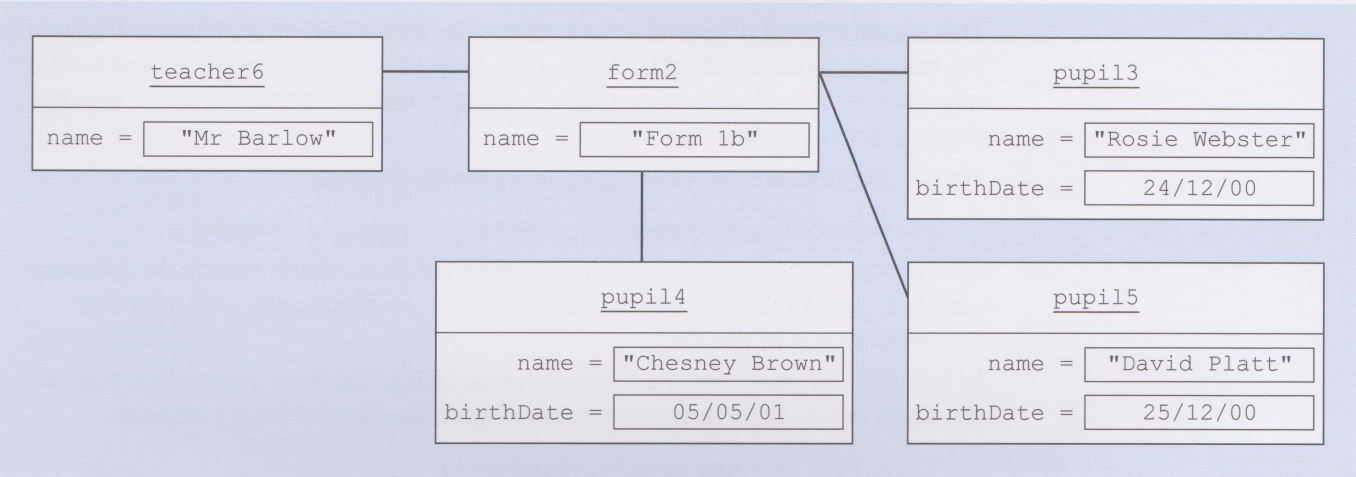 teacher6
name = "Mr Barlow"
form2
name = "Form 1b"
pupil3
name = "Rosie Webster"
birthDate = 24/12/00
pupil4
name = "Chesney Brown"
birthDate = 05/05/01
pupil5
name = "David Platt"
birthDate = 25/12/00